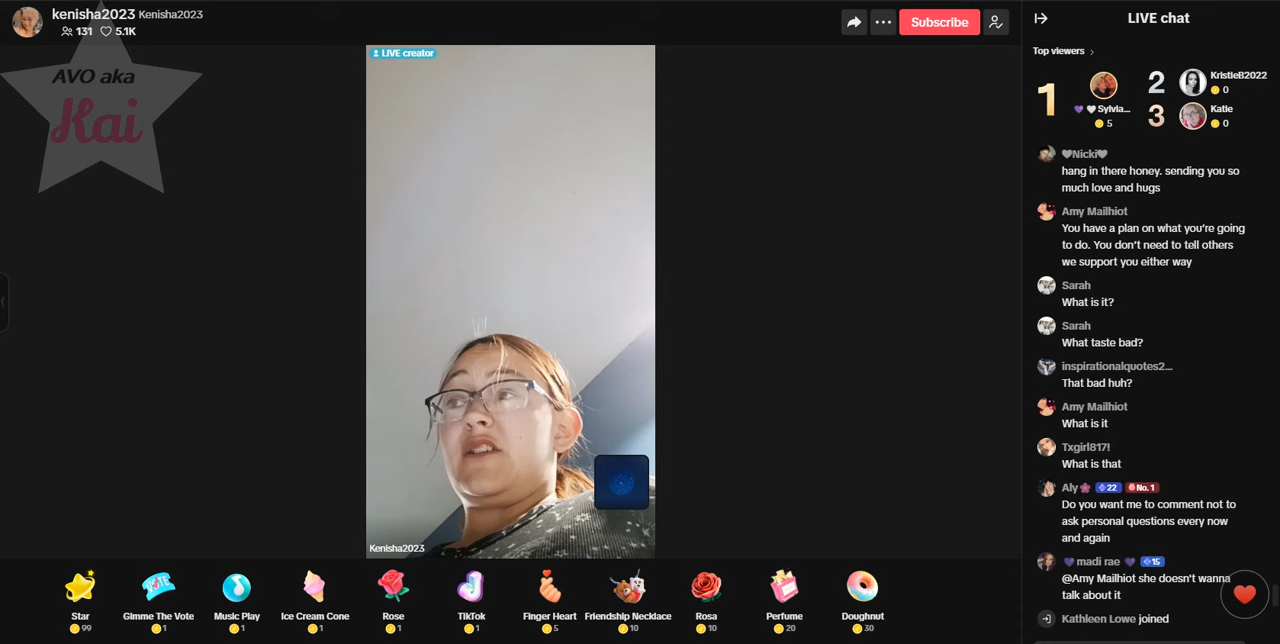 kenisha2023 Kenisha2023
131 5.1K
Subscribe
AVO aka
Kai
LIVE creator
Kenisha2023
Star
99
Gimme The Vote
1
Music Play
1
Ice Cream Cone
1
Rose
1
TikTok
1
Finger Heart
5
Friendship Necklace
10
Rosa
10
Perfume
20
Doughnut
30
LIVE chat
Top viewers
1
Sylvia...
5
2
KristieB2022
0
3
Katie
0
Nicki
hang in there honey. sending you so
much love and hugs
Amy Mailhiot
You have a plan on what you're going
to do. You don't need to tell others
we support you either way
Sarah
What is it?
Sarah
What taste bad?
inspirationalquotes2...
That bad huh?
Amy Mailhiot
What is it
Txgirl817!
What is that
Aly 22 No. 1
Do you want me to comment not to
ask personal questions every now
and again
madi rae 15
@Amy Mailhiot she doesn't wanna
talk about it
Kathleen Lowe joined